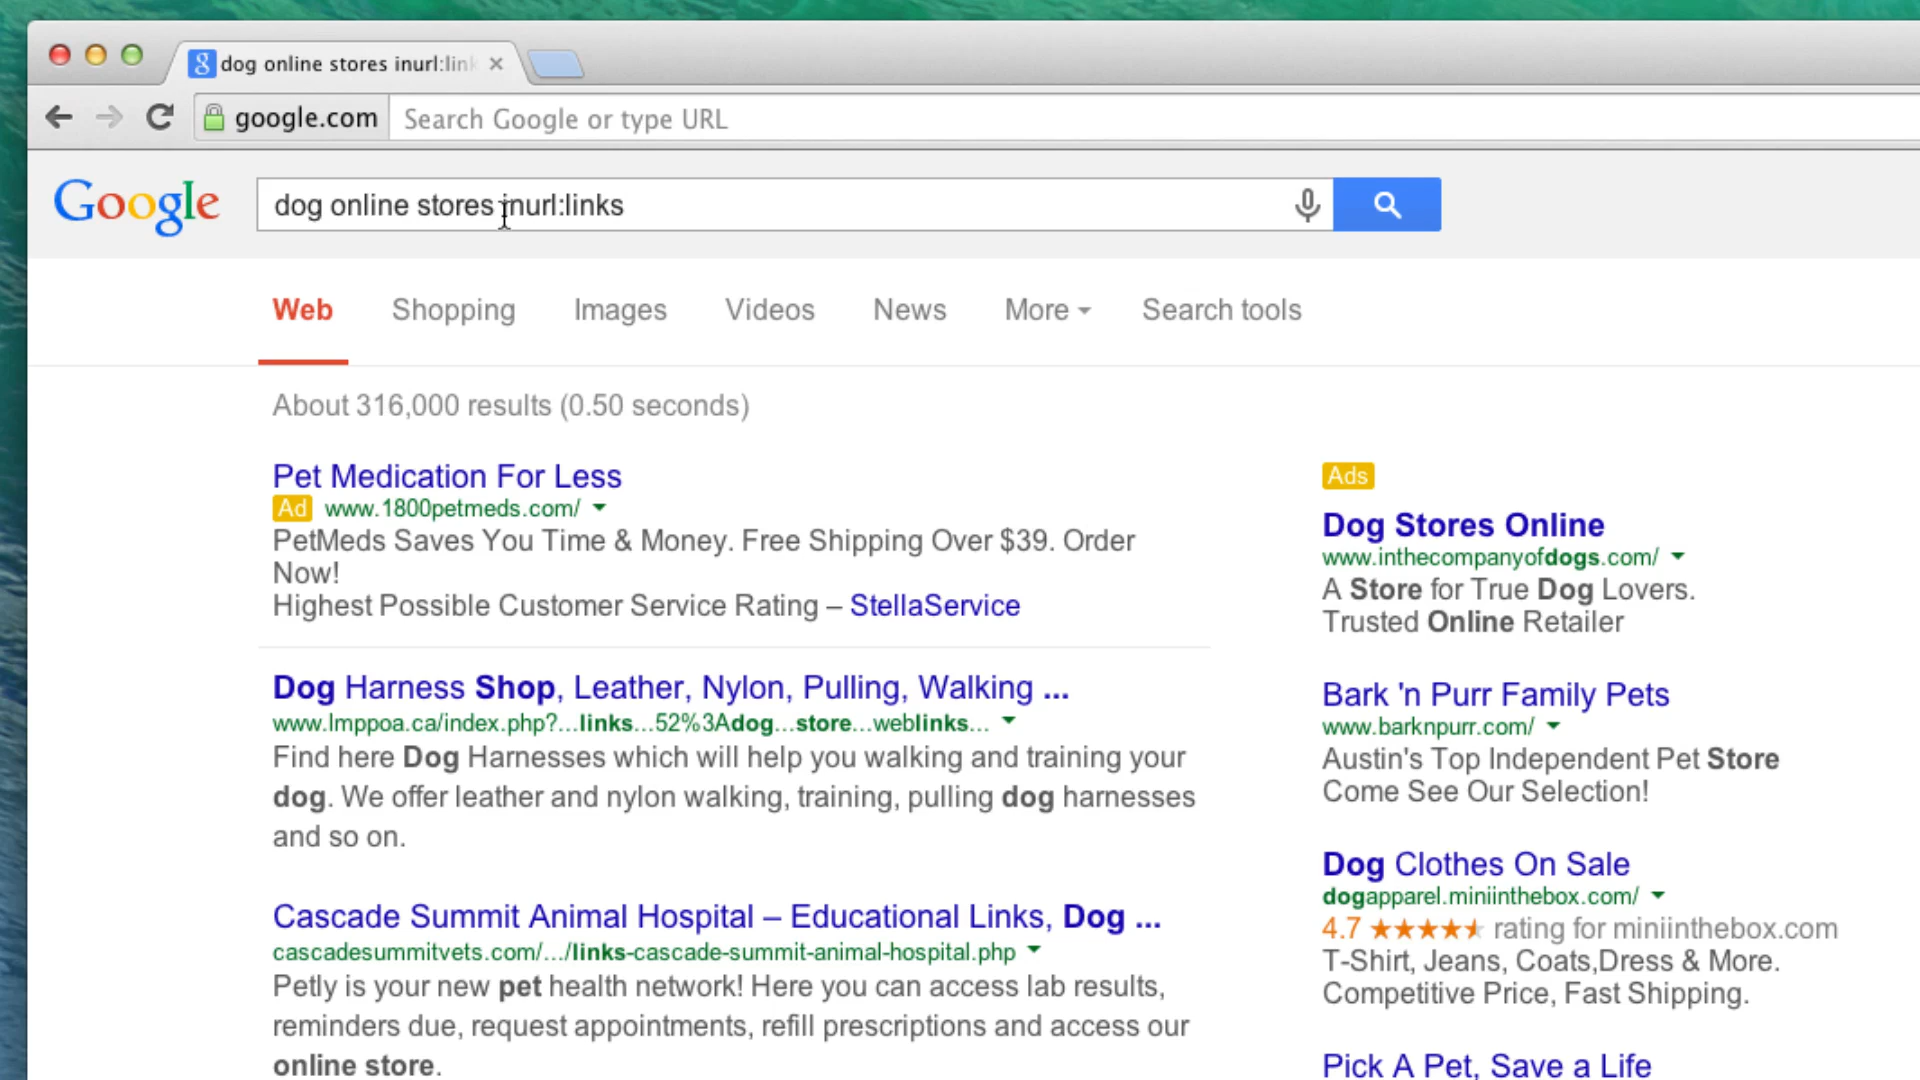 dog online stores inurl:link
google.com
Search Google or type URL
Google
dog online stores inurl:links
Web
Shopping
Images
Videos
News
More
Search tools
About 316,000 results (0.50 seconds)
Pet Medication For Less
Ad www.1800petmeds.com/
PetMeds Saves You Time & Money. Free Shipping Over $39. Order
Now!
Highest Possible Customer Service Rating – StellaService
Dog Harness Shop, Leather, Nylon, Pulling, Walking ...
www.lmppoa.ca/index.php?...links...52%3Adog...store...weblinks...
Find here Dog Harnesses which will help you walking and training your
dog. We offer leather and nylon walking, training, pulling dog harnesses
and so on.
Cascade Summit Animal Hospital – Educational Links, Dog ...
cascadesummitvets.com/.../links-cascade-summit-animal-hospital.php
Petly is your new pet health network! Here you can access lab results,
reminders due, request appointments, refill prescriptions and access our
online store.
Ads
Dog Stores Online
www.inthecompanyofdogs.com/
A Store for True Dog Lovers.
Trusted Online Retailer
Bark 'n Purr Family Pets
www.barknpurr.com/
Austin's Top Independent Pet Store
Come See Our Selection!
Dog Clothes On Sale
dogapparel.miniinthebox.com/
4.7 ★★★★★ rating for miniinthebox.com
T-Shirt, Jeans, Coats,Dress & More.
Competitive Price, Fast Shipping.
Pick A Pet, Save a Life